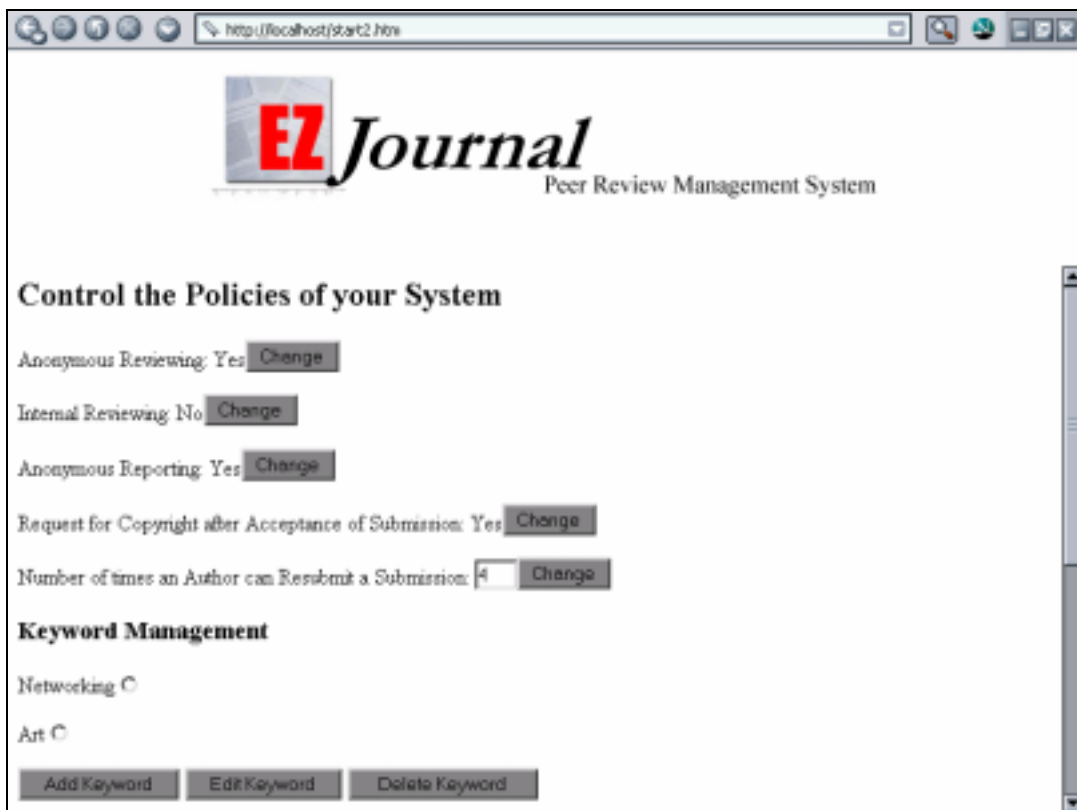 http://localhost/start2.htm
EZ Journal
Peer Review Management System
Control the Policies of your System
Anonymous Reviewing: Yes Change
Internal Reviewing: No Change
Anonymous Reporting: Yes Change
Request for Copyright after Acceptance of Submission: Yes Change
Number of times an Author can Resubmit a Submission: 4 Change
Keyword Management
Networking
Art
Add Keyword Edit Keyword Delete Keyword